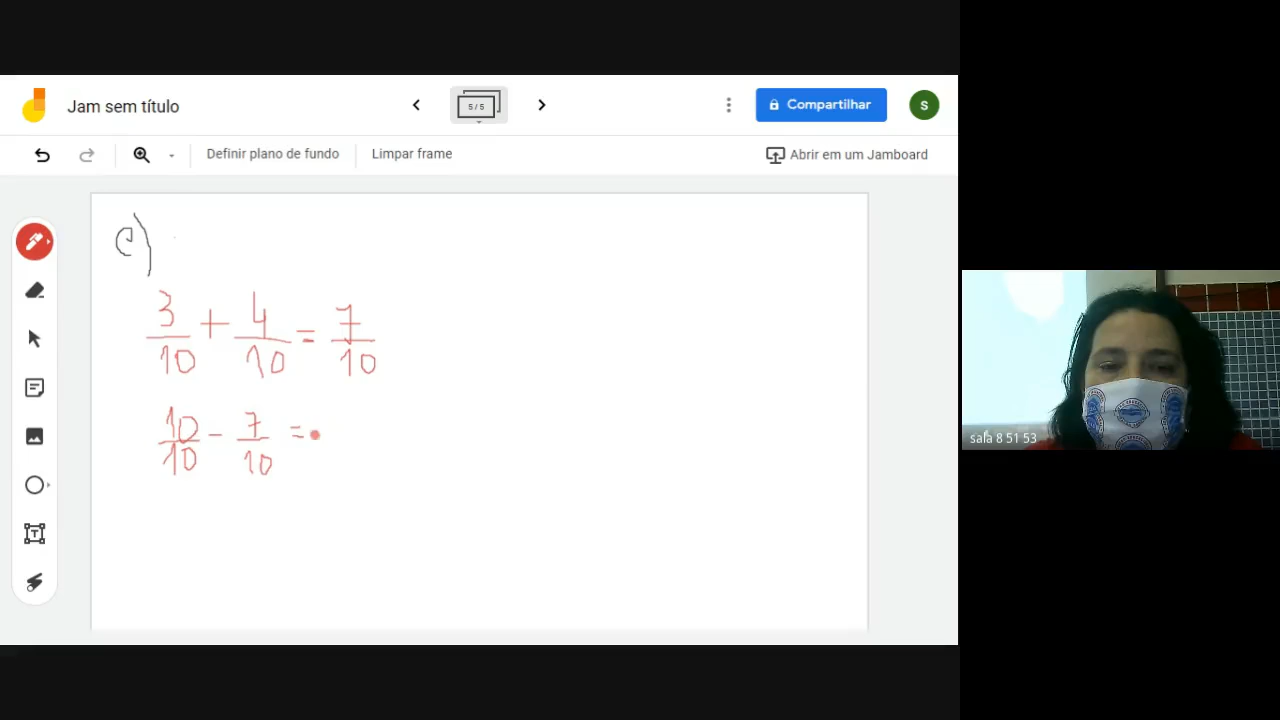 Jam sem título
5 / 5
Compartilhar
S
Definir plano de fundo
Limpar frame
Abrir em um Jamboard
T
e)
3/10 + 4/10 = 7/10
10/10 - 7/10 =
sala 8 51 53